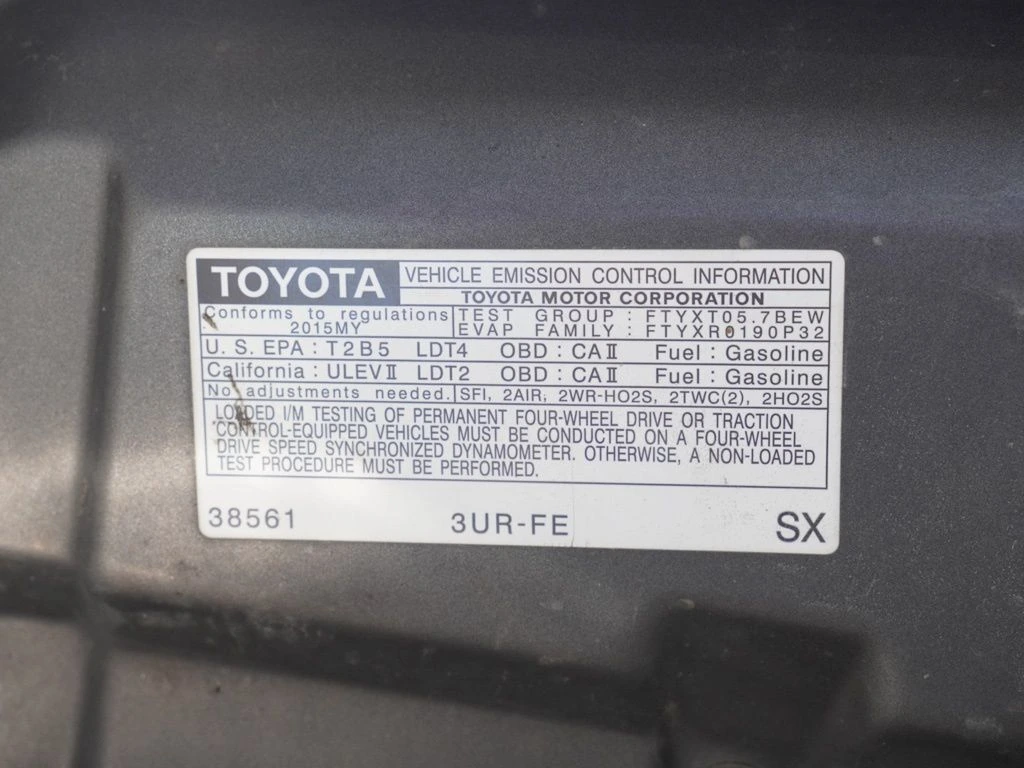 TOYOTA VEHICLE EMISSION CONTROL INFORMATION
TOYOTA MOTOR CORPORATION
Conforms to regulations TEST GROUP : FTYXT05.7BEW
2015MY EVAP FAMILY : FTYXR0190P32
U.S. EPA : T2B5 LDT4 OBD : CAⅡ Fuel : Gasoline
California : ULEVⅡ LDT2 OBD : CAⅡ Fuel : Gasoline
No adjustments needed. SFI, 2AIR, 2WR-HO2S, 2TWC(2), 2HO2S
LOADED I/M TESTING OF PERMANENT FOUR-WHEEL DRIVE OR TRACTION
CONTROL-EQUIPPED VEHICLES MUST BE CONDUCTED ON A FOUR-WHEEL
DRIVE SPEED SYNCHRONIZED DYNAMOMETER. OTHERWISE, A NON-LOADED
TEST PROCEDURE MUST BE PERFORMED.
38561 3UR-FE SX